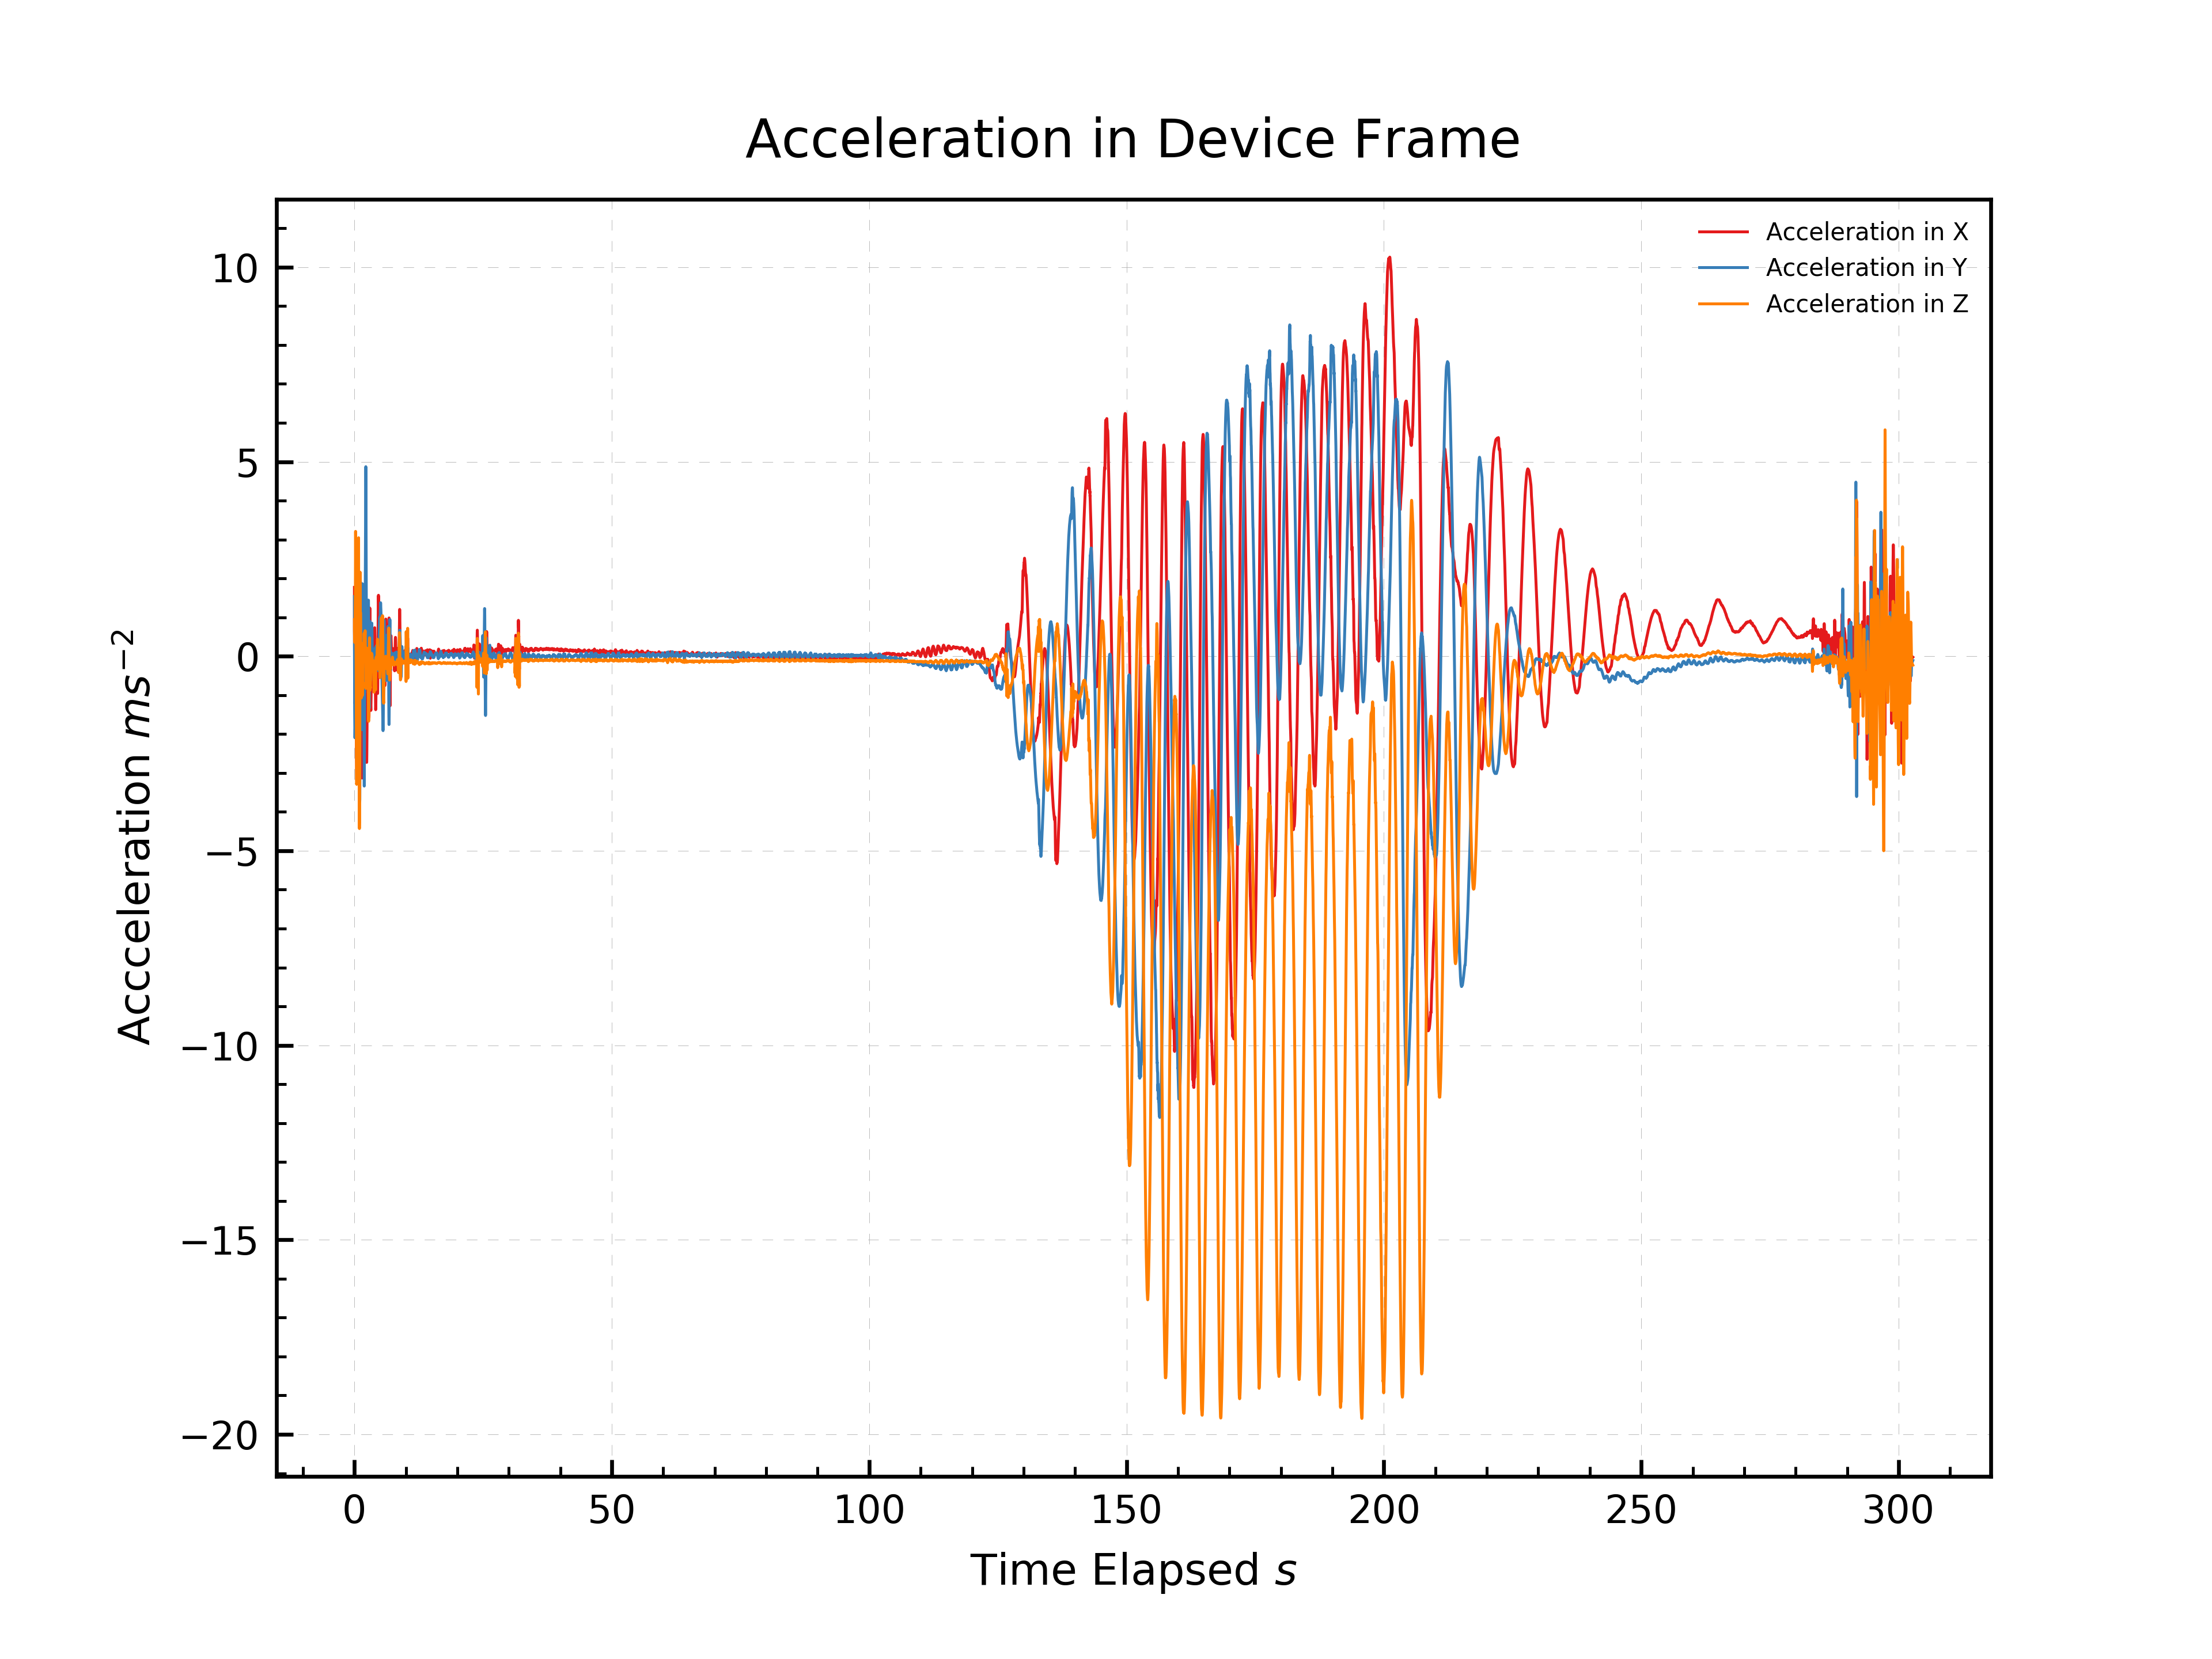 Acceleration in Device Frame
Acceleration in X
Acceleration in Y
Acceleration in Z
Acceleration ms⁻²
10
5
0
−5
−10
−15
−20
0 50 100 150 200 250 300
Time Elapsed s